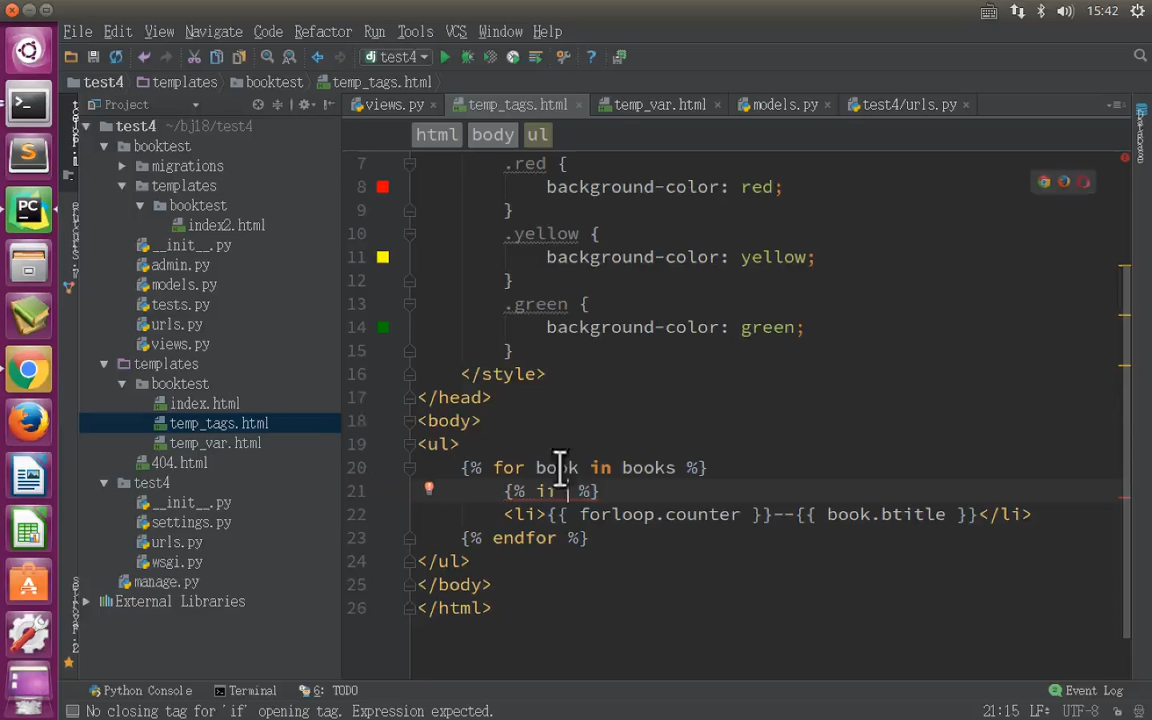 15:42
File Edit View Navigate Code Refactor Run Tools VCS Window Help
test4
test4 templates booktest temp_tags.html
Project views.py temp_tags.html temp_var.html models.py test4/urls.py
html body ul
test4 ~/bj18/test4
booktest
migrations
templates
booktest
index2.html
__init__.py
admin.py
models.py
tests.py
urls.py
views.py
templates
booktest
index.html
temp_tags.html
temp_var.html
404.html
test4
__init__.py
settings.py
urls.py
wsgi.py
manage.py
External Libraries
7 .red {
8 background-color: red;
9 }
10 .yellow {
11 background-color: yellow;
12 }
13 .green {
14 background-color: green;
15 }
16 </style>
17 </head>
18 <body>
19 <ul>
20 {% for book in books %}
21 {% if %}
22 <li>{{ forloop.counter }}--{{ book.btitle }}</li>
23 {% endfor %}
24 </ul>
25 </body>
26 </html>
Python Console Terminal 6: TODO Event Log
No closing tag for 'if' opening tag. Expression expected. 21:15 LF÷ UTF-8